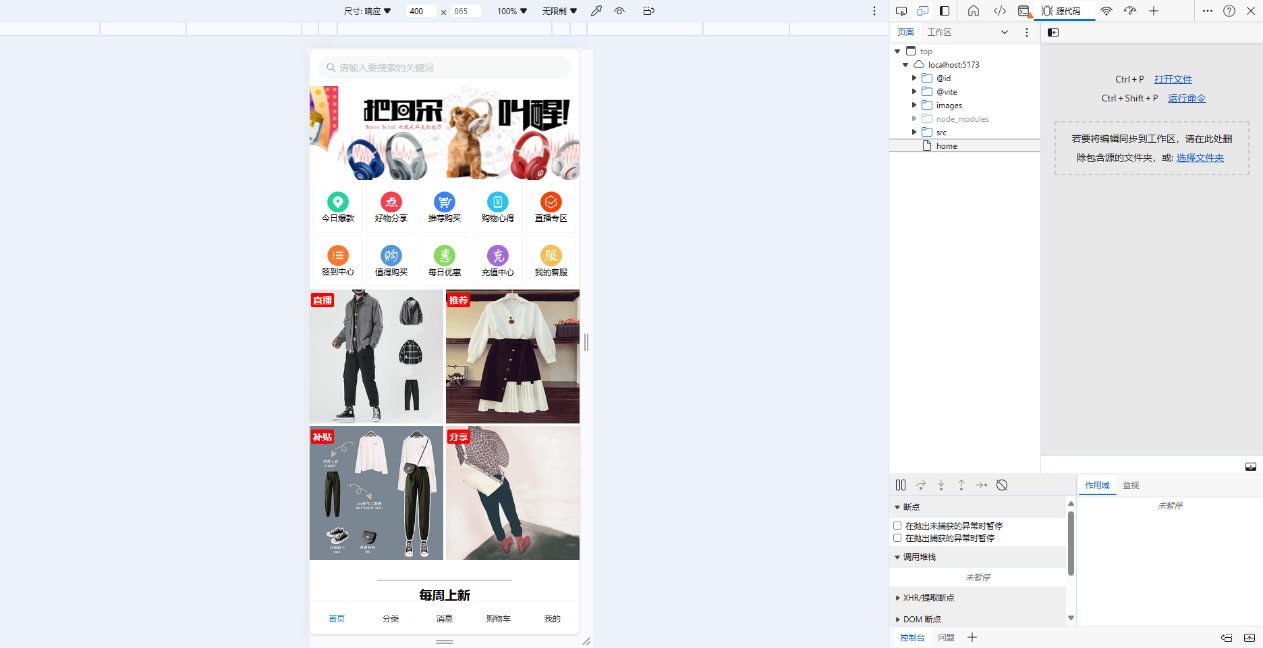 尺寸: 响应 400 × 865 100% 无限制
源代码
页面 工作区
top
localhost:5173
@id
@vite
images
node_modules
src
home
Ctrl + P 打开文件
Ctrl + Shift + P 运行命令
若要将编辑同步到工作区，请在此处删
除包含源的文件夹，或: 选择文件夹
请输入要搜索的关键词
把耳朵 叫醒!
今日爆款 好物分享 推荐购买 购物心得 直播专区
购 惠 充 服
签到中心 值得购买 每日优惠 充值中心 我的客服
直播 推荐
补贴 分享
每周上新
首页 分类 消息 购物车 我的
作用域 监视
未暂停
断点
在抛出未捕获的异常时暂停
在抛出捕获的异常时暂停
调用堆栈
未暂停
XHR/提取断点
DOM 断点
控制台 问题